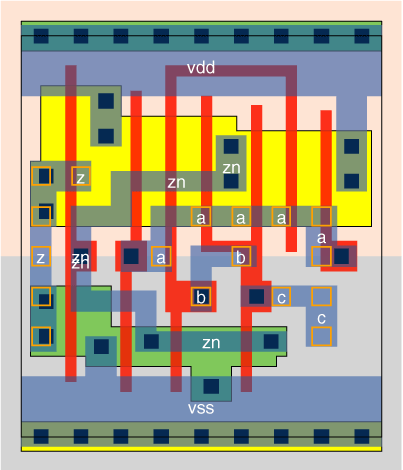 vdd
z zn zn
a a a
z zn a b a
zn
b c
c
zn
vss